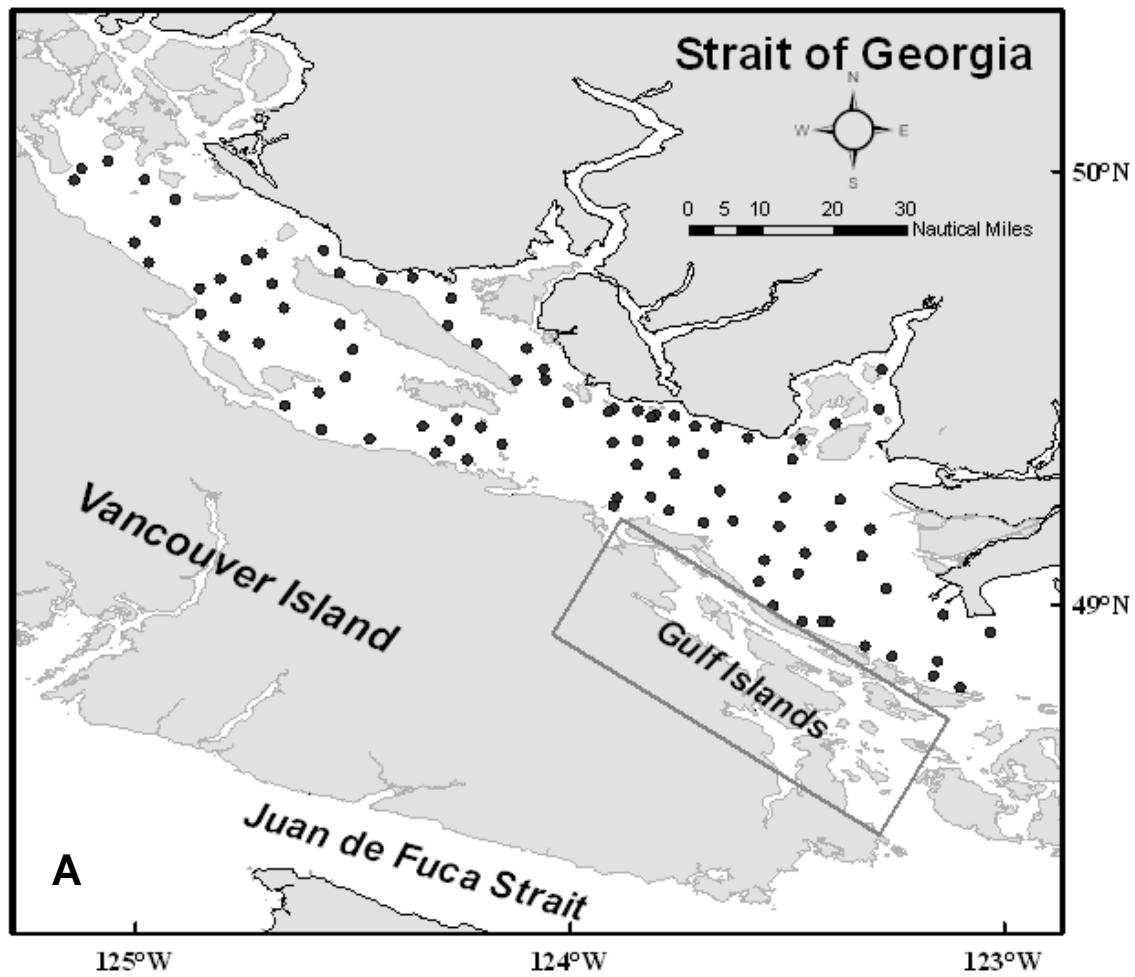 Strait of Georgia
N
W E
S
50°N
0 5 10 20 30
Nautical Miles
Vancouver Island
49°N
Gulf Islands
Juan de Fuca Strait
A
125°W 124°W 123°W